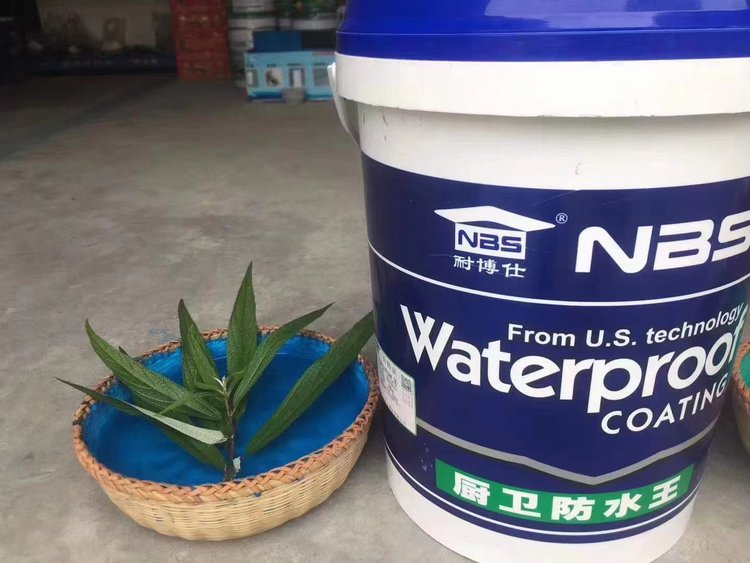 NBS®
耐博仕
NBS
From U.S. technology
Waterproof
COATING
厨卫防水王